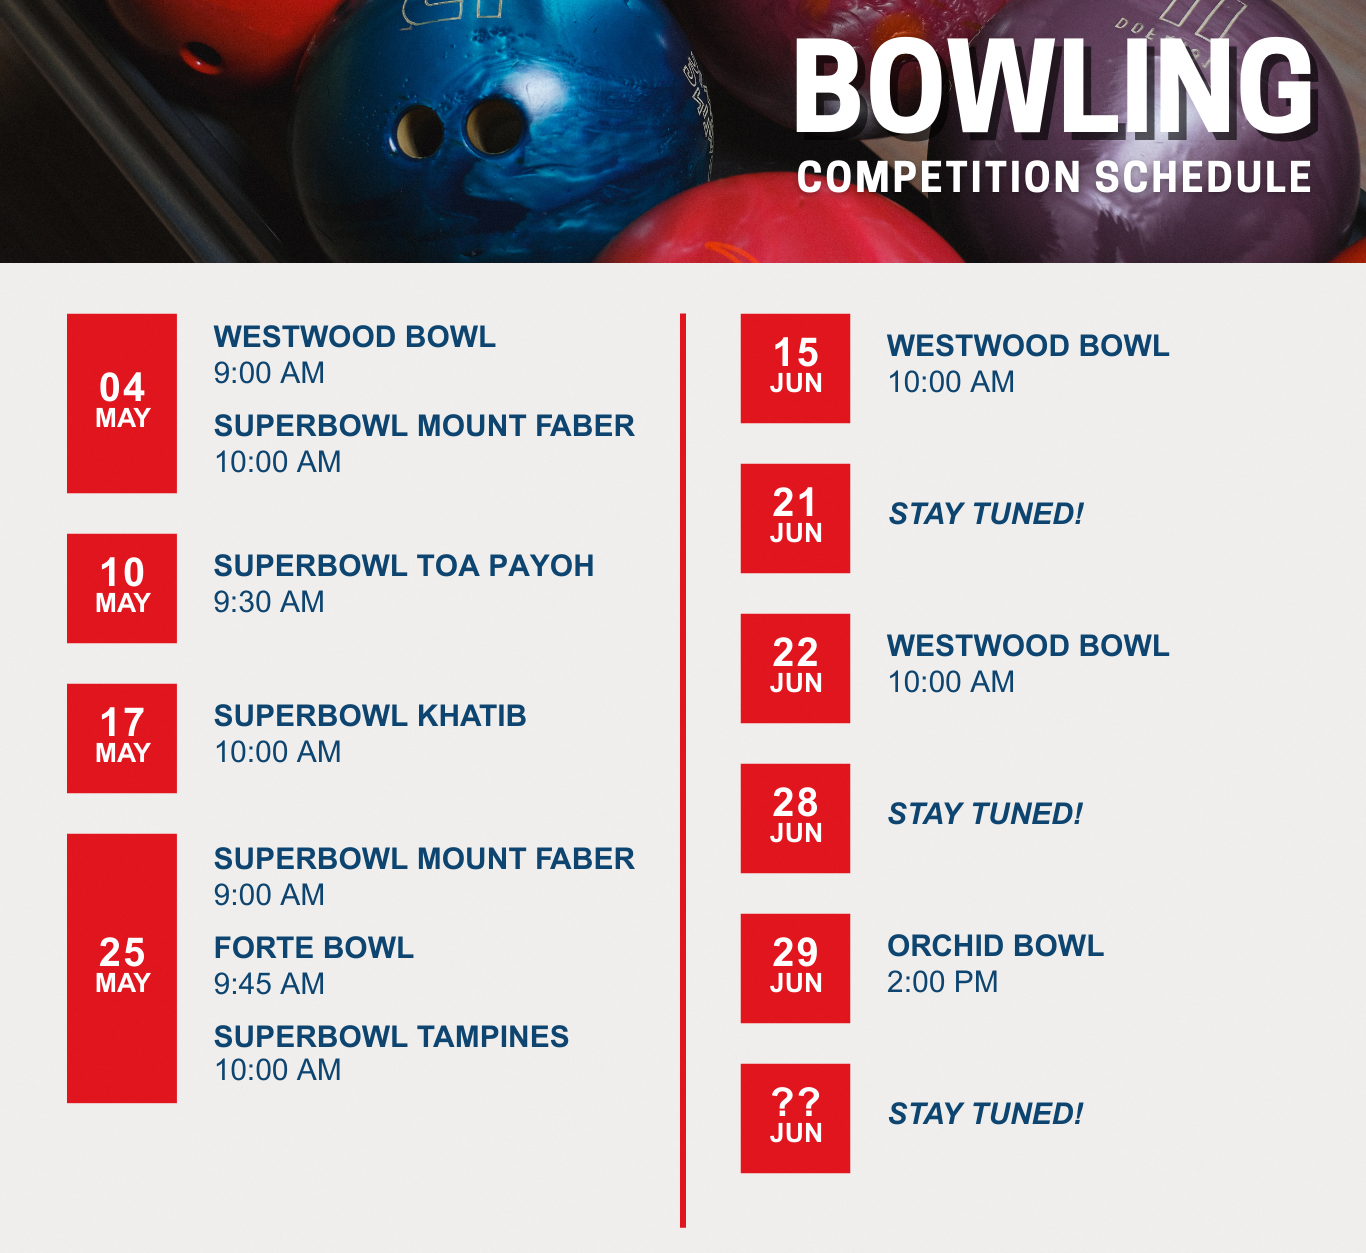 BOWLING
COMPETITION SCHEDULE
04
MAY
WESTWOOD BOWL
9:00 AM
SUPERBOWL MOUNT FABER
10:00 AM
10
MAY
SUPERBOWL TOA PAYOH
9:30 AM
17
MAY
SUPERBOWL KHATIB
10:00 AM
25
MAY
SUPERBOWL MOUNT FABER
9:00 AM
FORTE BOWL
9:45 AM
SUPERBOWL TAMPINES
10:00 AM
15
JUN
WESTWOOD BOWL
10:00 AM
21
JUN
STAY TUNED!
22
JUN
WESTWOOD BOWL
10:00 AM
28
JUN
STAY TUNED!
29
JUN
ORCHID BOWL
2:00 PM
??
JUN
STAY TUNED!